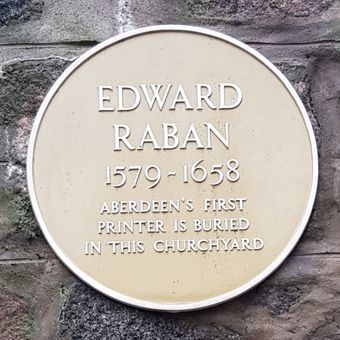 EDWARD
RABAN
1579~1658
ABERDEEN'S FIRST
PRINTER IS BURIED
IN THIS CHURCHYARD